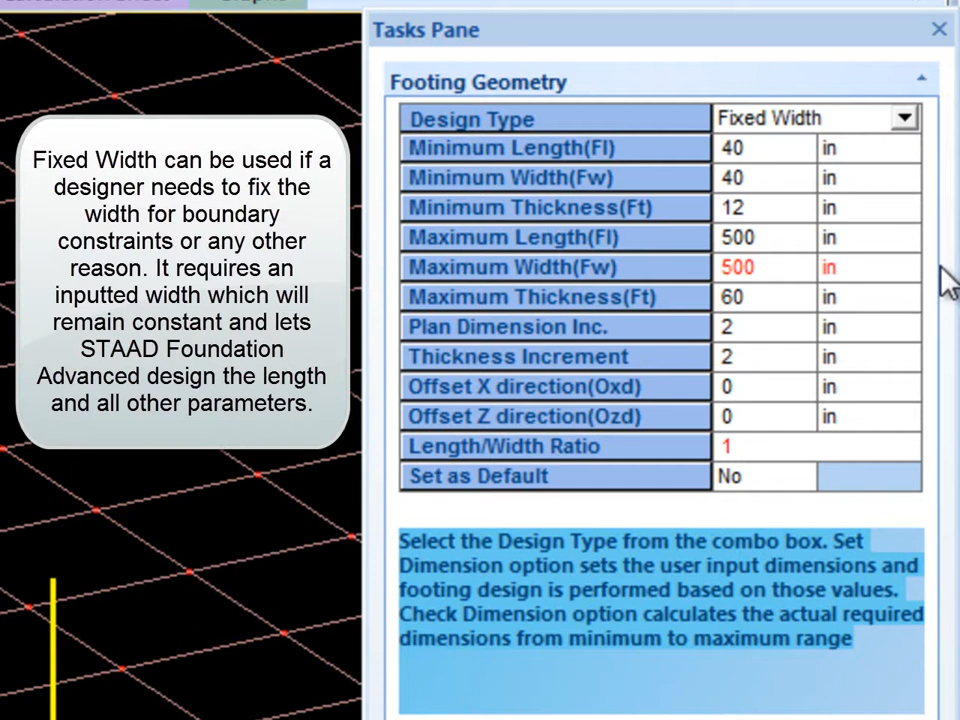 Tasks Pane
Footing Geometry
Design Type Fixed Width
Minimum Length(Fl) 40 in
Minimum Width(Fw) 40 in
Minimum Thickness(Ft) 12 in
Maximum Length(Fl) 500 in
Maximum Width(Fw) 500 in
Maximum Thickness(Ft) 60 in
Plan Dimension Inc. 2 in
Thickness Increment 2 in
Offset X direction(Oxd) 0 in
Offset Z direction(Ozd) 0 in
Length/Width Ratio 1
Set as Default No
Select the Design Type from the combo box. Set
Dimension option sets the user input dimensions and
footing design is performed based on those values.
Check Dimension option calculates the actual required
dimensions from minimum to maximum range
Fixed Width can be used if a
designer needs to fix the
width for boundary
constraints or any other
reason. It requires an
inputted width which will
remain constant and lets
STAAD Foundation
Advanced design the length
and all other parameters.